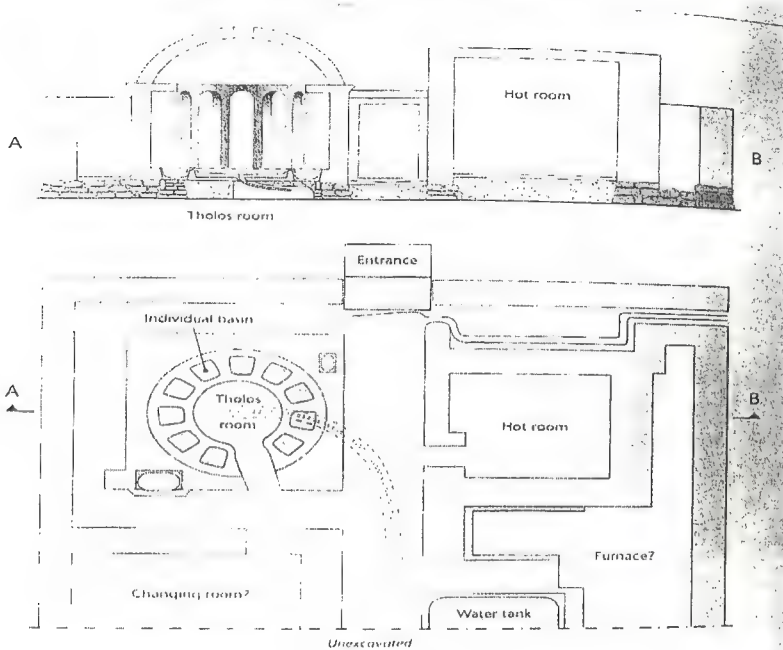 Hot room
A
B
Tholos room
Entrance
Individual basin
A
Tholos
room
B
Hot room
Furnace?
Changing room?
Water tank
Unexcavated